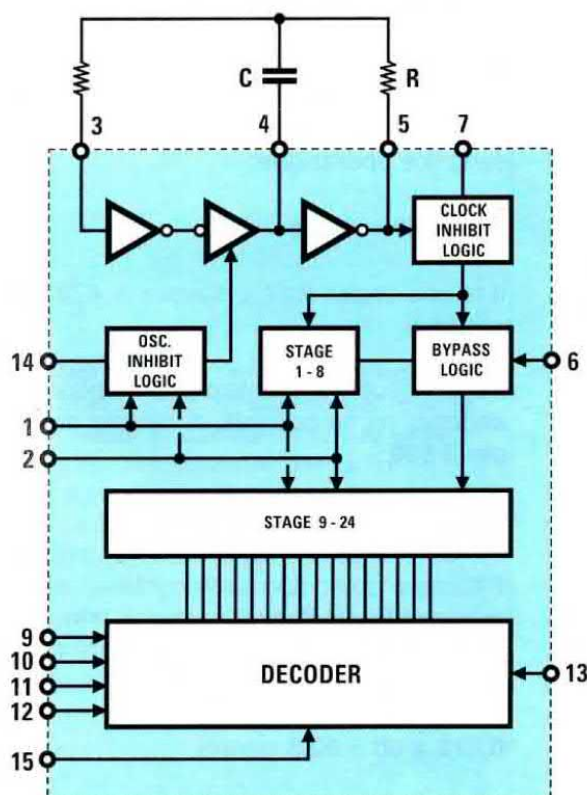 C
R
3
4
5
7
CLOCK
INHIBIT
LOGIC
14
OSC.
INHIBIT
LOGIC
STAGE
1 - 8
BYPASS
LOGIC
6
1
2
STAGE 9 - 24
9
10
11
12
DECODER
13
15